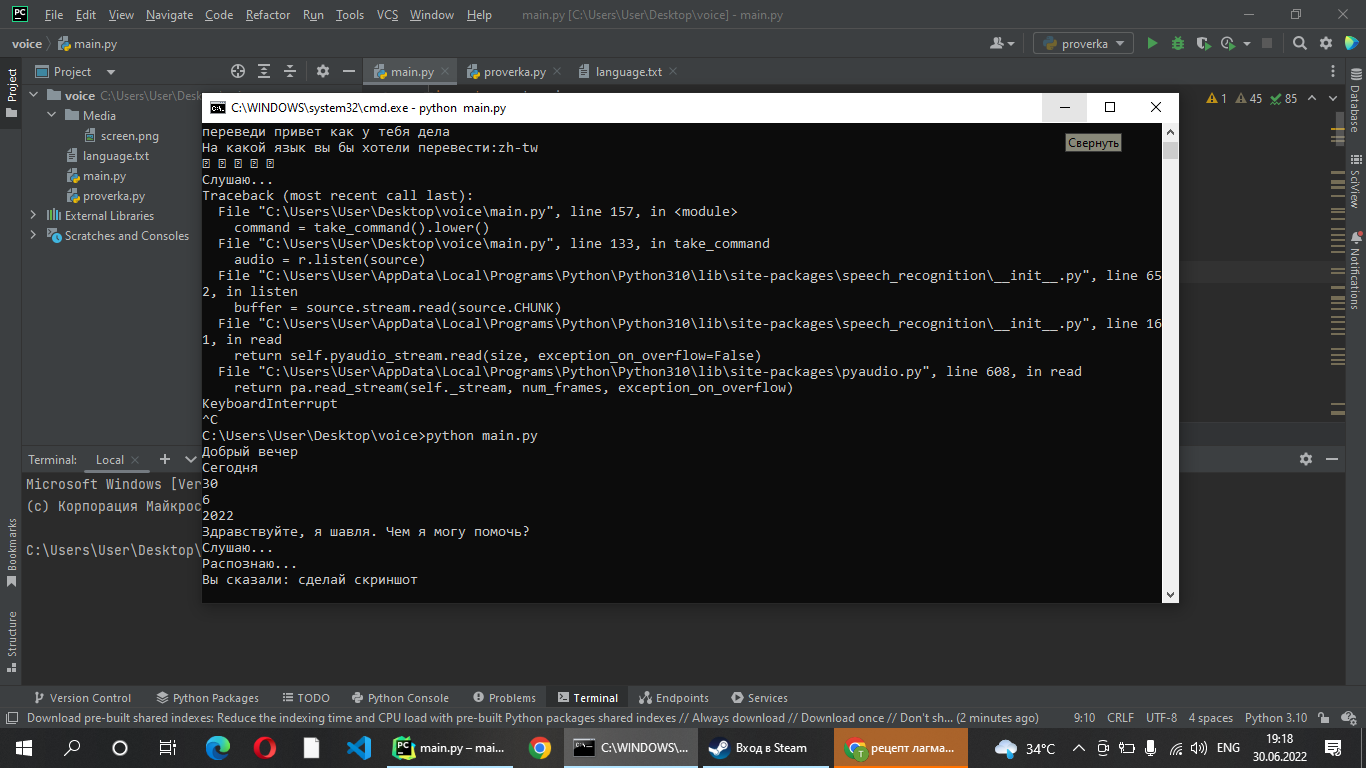 File Edit View Navigate Code Refactor Run Tools VCS Window Help main.py [C:\Users\User\Desktop\voice] - main.py
voice main.py proverka
Project main.py proverka.py language.txt
Project
voice C:\Users\User\Des
1 45 85
Media
screen.png
language.txt
main.py
proverka.py
External Libraries
Scratches and Consoles
C:\WINDOWS\system32\cmd.exe - python main.py
Свернуть
переведи привет как у тебя дела
На какой язык вы бы хотели перевести:zh-tw
Слушаю...
Traceback (most recent call last):
File "C:\Users\User\Desktop\voice\main.py", line 157, in <module>
command = take_command().lower()
File "C:\Users\User\Desktop\voice\main.py", line 133, in take_command
audio = r.listen(source)
File "C:\Users\User\AppData\Local\Programs\Python\Python310\lib\site-packages\speech_recognition\__init__.py", line 65
2, in listen
buffer = source.stream.read(source.CHUNK)
File "C:\Users\User\AppData\Local\Programs\Python\Python310\lib\site-packages\speech_recognition\__init__.py", line 16
1, in read
return self.pyaudio_stream.read(size, exception_on_overflow=False)
File "C:\Users\User\AppData\Local\Programs\Python\Python310\lib\site-packages\pyaudio.py", line 608, in read
return pa.read_stream(self._stream, num_frames, exception_on_overflow)
KeyboardInterrupt
^C
C:\Users\User\Desktop\voice>python main.py
Добрый вечер
Сегодня
30
6
2022
Здравствуйте, я шавля. Чем я могу помочь?
Слушаю...
Распознаю...
Вы сказали: сделай скриншот
Database
SciView
Notifications
Terminal: Local
Microsoft Windows [Ver
(c) Корпорация Майкрос
C:\Users\User\Desktop\
Bookmarks
Structure
Version Control Python Packages TODO Python Console Problems Terminal Endpoints Services
Download pre-built shared indexes: Reduce the indexing time and CPU load with pre-built Python packages shared indexes // Always download // Download once // Don't sh... (2 minutes ago) 9:10 CRLF UTF-8 4 spaces Python 3.10
main.py – mai... C:\WINDOWS\... Вход в Steam T рецепт лагма... 34°C ENG 19:18
30.06.2022